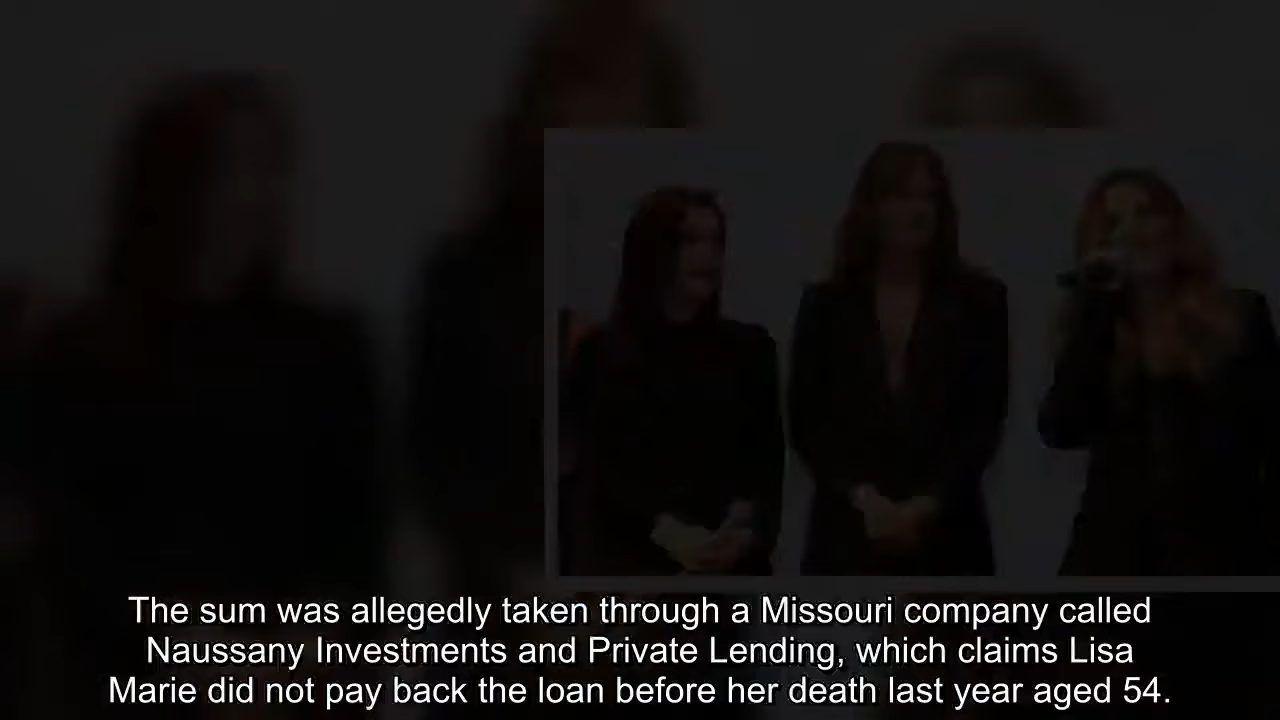 The sum was allegedly taken through a Missouri company called
Naussany Investments and Private Lending, which claims Lisa
Marie did not pay back the loan before her death last year aged 54.